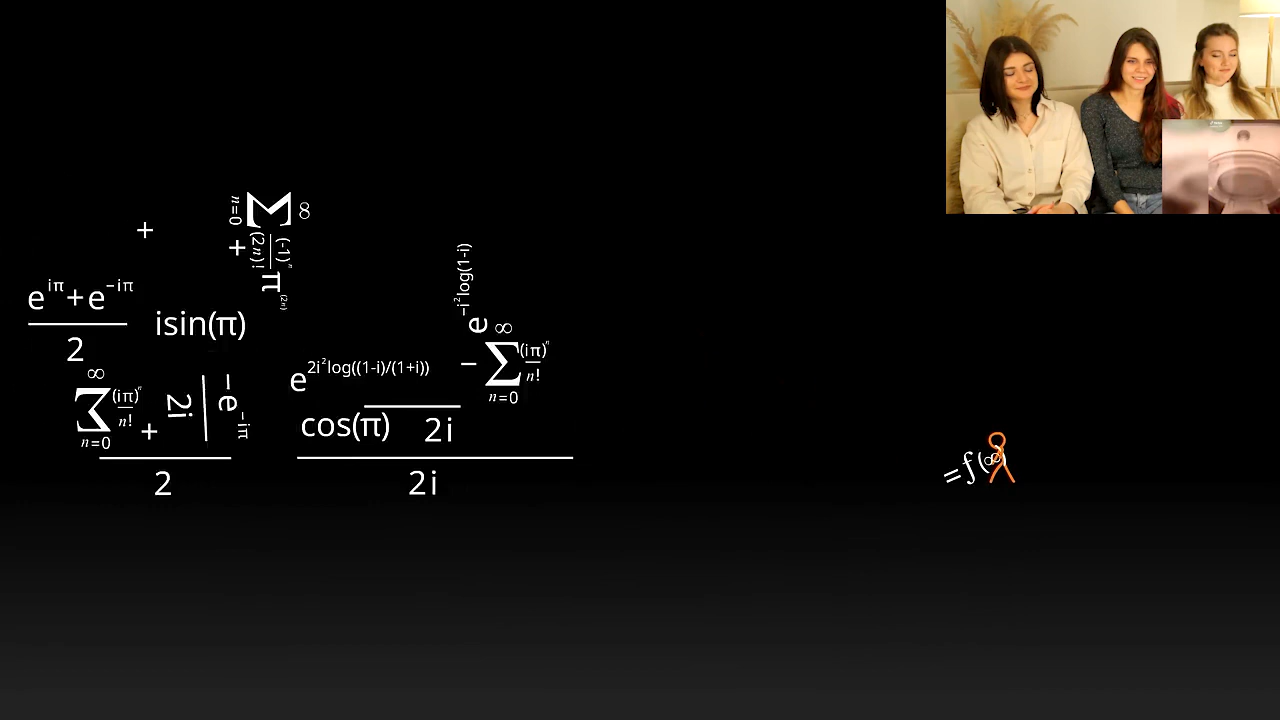 +
∞
∑
n=0
+
(-1)ⁿ
(2n)!
π⁽²ⁿ⁾
e^iπ+e^−iπ
2
isin(π)
∞
∑
n=0
(iπ)ⁿ
n!
+
−e^−iπ
2i
2
e^2i²log((1-i)/(1+i))
cos(π)
2i
e^−i²log(1-i)
−
∞
∑
n=0
(iπ)ⁿ
n!
2i
=f(∞)